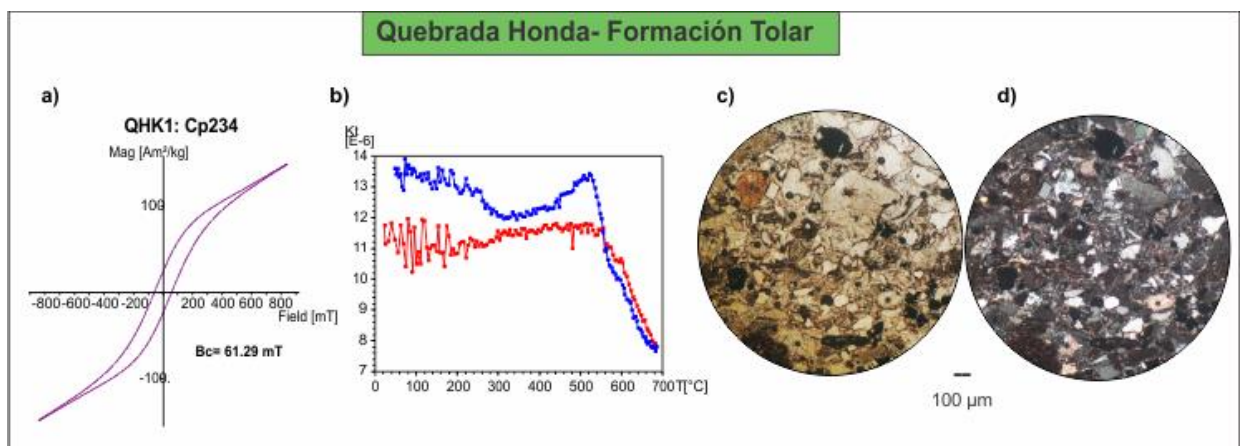 Quebrada Honda- Formación Tolar
a)
QHK1: Cp234
Mag [Am²/kg]
100
-800-600-400-200 200 400 600 800
Field [mT]
Bc= 61.29 mT
-100.
b)
Kt
[E-6]
14
13
12
11
10
9
8
7
0 100 200 300 400 500 600 700T[°C]
c)
d)
100 µm